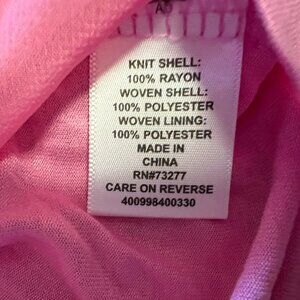 KNIT SHELL:
100% RAYON
WOVEN SHELL:
100% POLYESTER
WOVEN LINING:
100% POLYESTER
MADE IN
CHINA
RN#73277
CARE ON REVERSE
400998400330